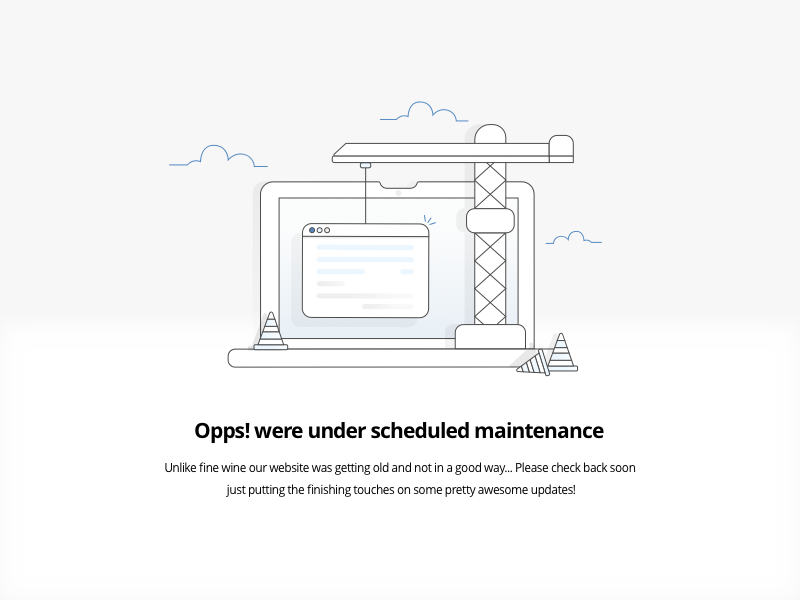 Opps! were under scheduled maintenance
Unlike fine wine our website was getting old and not in a good way... Please check back soon
just putting the finishing touches on some pretty awesome updates!